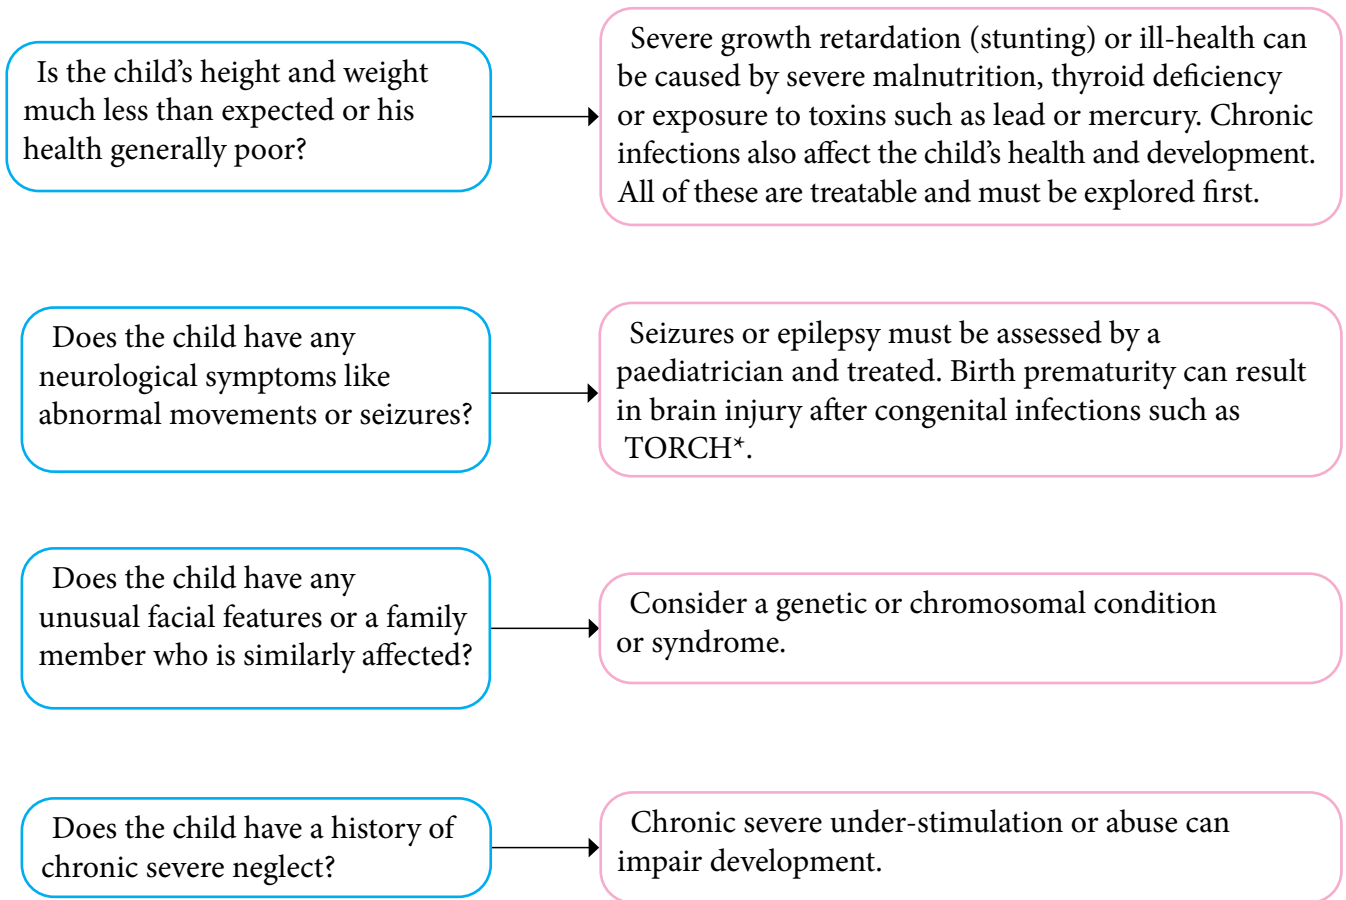 Is the child’s height and weight
much less than expected or his
health generally poor?
Severe growth retardation (stunting) or ill-health can
be caused by severe malnutrition, thyroid deficiency
or exposure to toxins such as lead or mercury. Chronic
infections also affect the child’s health and development.
All of these are treatable and must be explored first.
Does the child have any
neurological symptoms like
abnormal movements or seizures?
Seizures or epilepsy must be assessed by a
paediatrician and treated. Birth prematurity can result
in brain injury after congenital infections such as
TORCH*.
Does the child have any
unusual facial features or a family
member who is similarly affected?
Consider a genetic or chromosomal condition
or syndrome.
Does the child have a history of
chronic severe neglect?
Chronic severe under-stimulation or abuse can
impair development.